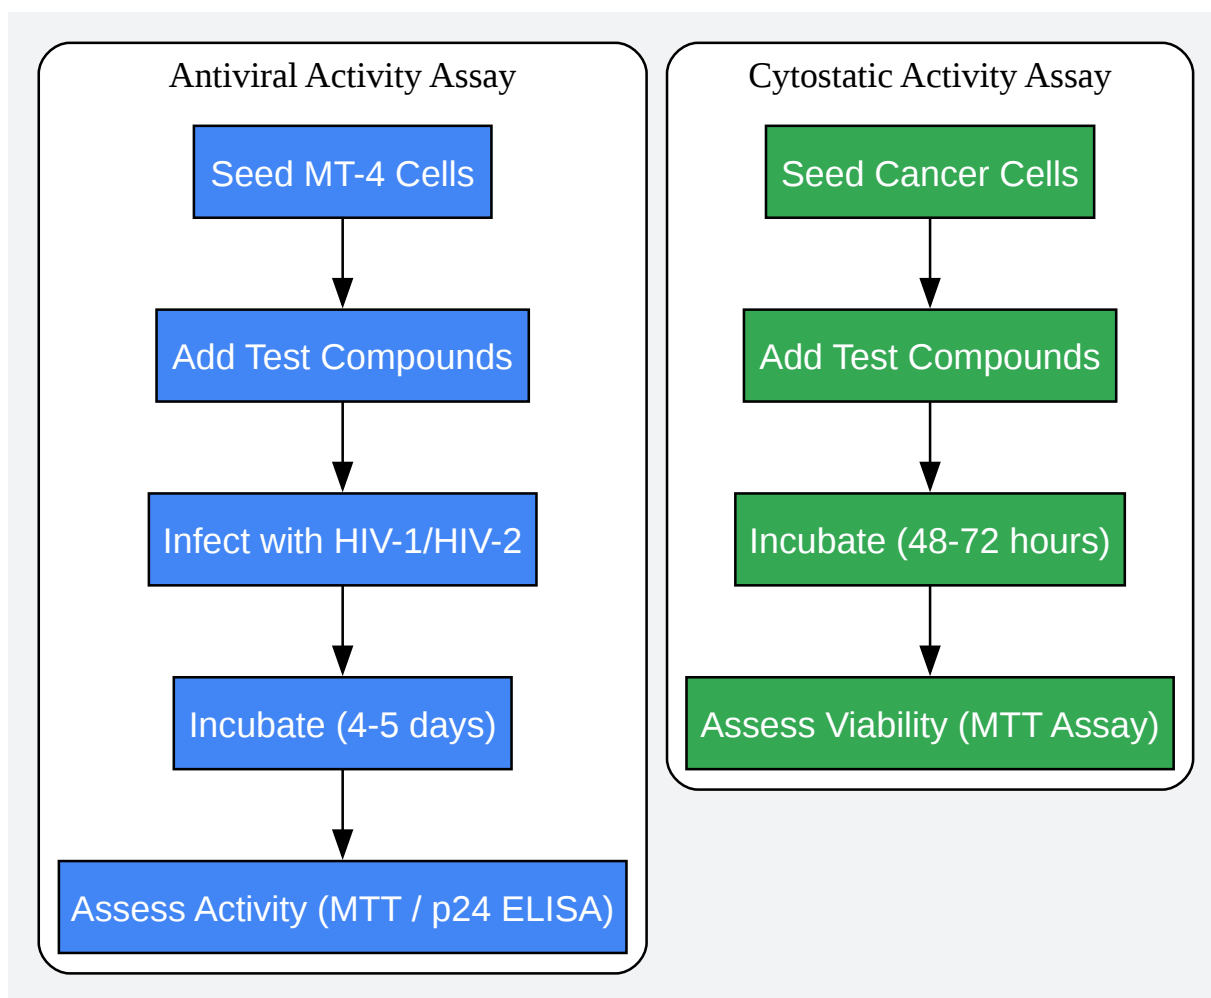 Antiviral Activity Assay
Seed MT-4 Cells
Add Test Compounds
Infect with HIV-1/HIV-2
Incubate (4-5 days)
Assess Activity (MTT / p24 ELISA)
Cytostatic Activity Assay
Seed Cancer Cells
Add Test Compounds
Incubate (48-72 hours)
Assess Viability (MTT Assay)